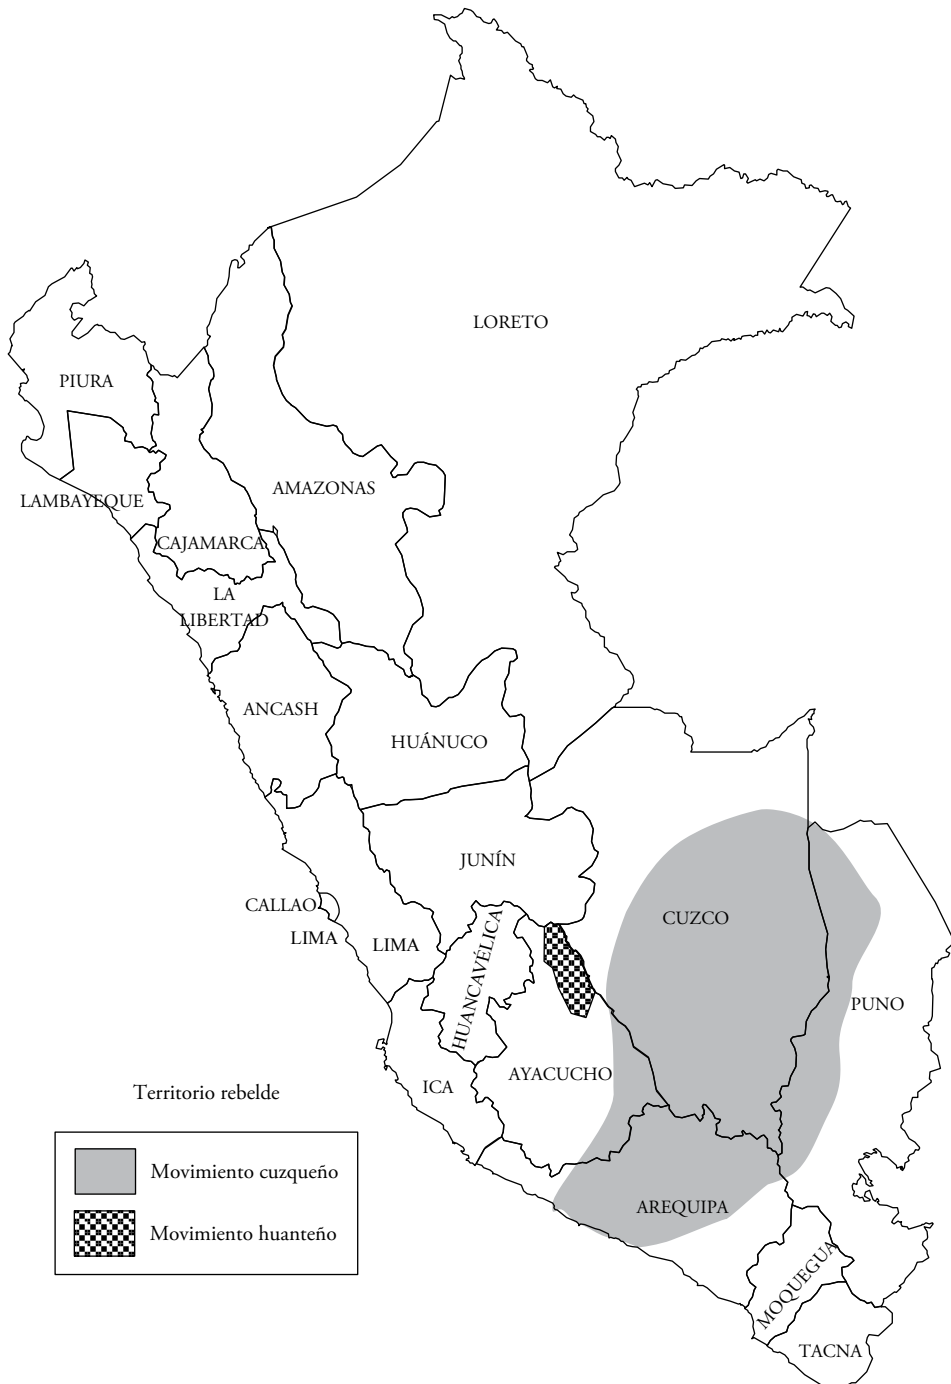 LORETO
PIURA
AMAZONAS
LAMBAYEQUE
CAJAMARCA
LA
LIBERTAD
ANCASH
HUÁNUCO
JUNÍN
CALLAO
LIMA
LIMA
HUANCAVÉLICA
CUZCO
PUNO
AYACUCHO
ICA
AREQUIPA
MOQUEGUA
TACNA
Territorio rebelde
Movimiento cuzqueño
Movimiento huanteño